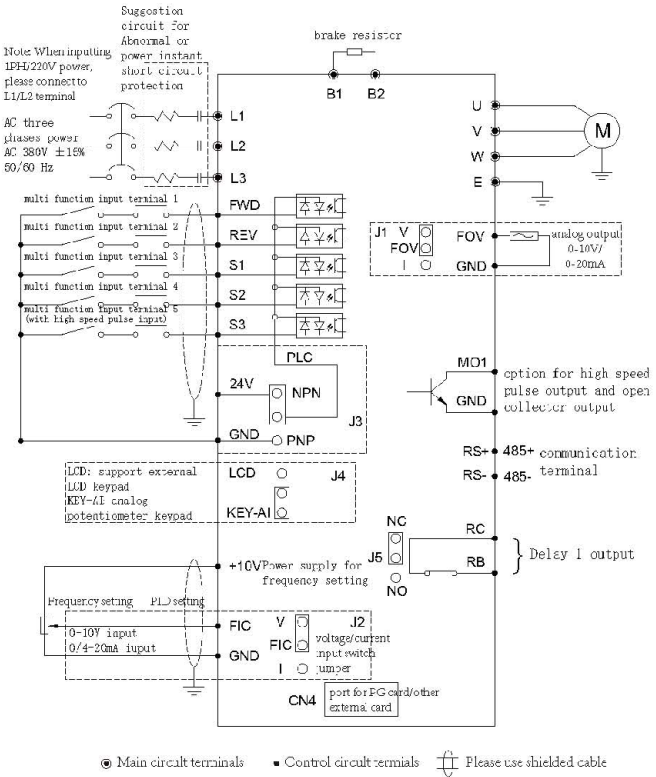 Suggostion
circuit for
Abnormal or
power instant
short circuit
protection
Note: When inputting
1PH/220V power,
please connect to
L1/L2 terminal
AC three
phases power
AC 380V ±15%
50/60 Hz
brake resistor
B1
B2
L1
L2
L3
U
V
W
E
M
multi function input terminal 1
FWD
multi function input terminal 2
REV
multi function input terminal 3
S1
multi function input terminal 4
S2
multi function input terminal 5
(with high speed pulse input)
S3
J1
V
FOV
I
FOV
GND
analog output
0-10V/
0-20mA
PLC
24V
NPN
J3
GND
PNP
MO1
GND
option for high speed
pulse output and open
collector output
RS+
485+
RS-
485-
communication
terminal
LCD: support external
LCD keypad
KEY-AI analog
potentiometer keypad
LCD
J4
KEY-AI
NC
J5
NO
RC
RB
Delay 1 output
+10V
Power supply for
frequency setting
Frequency setting
PID setting
0-10V input
0/4-20mA iuput
FIC
GND
V
J2
FIC
I
voltage/current
input switch
jumper
CN4
port for PG card/other
external card
Main circuit terminals
Control circuit termials
Please use shielded cable